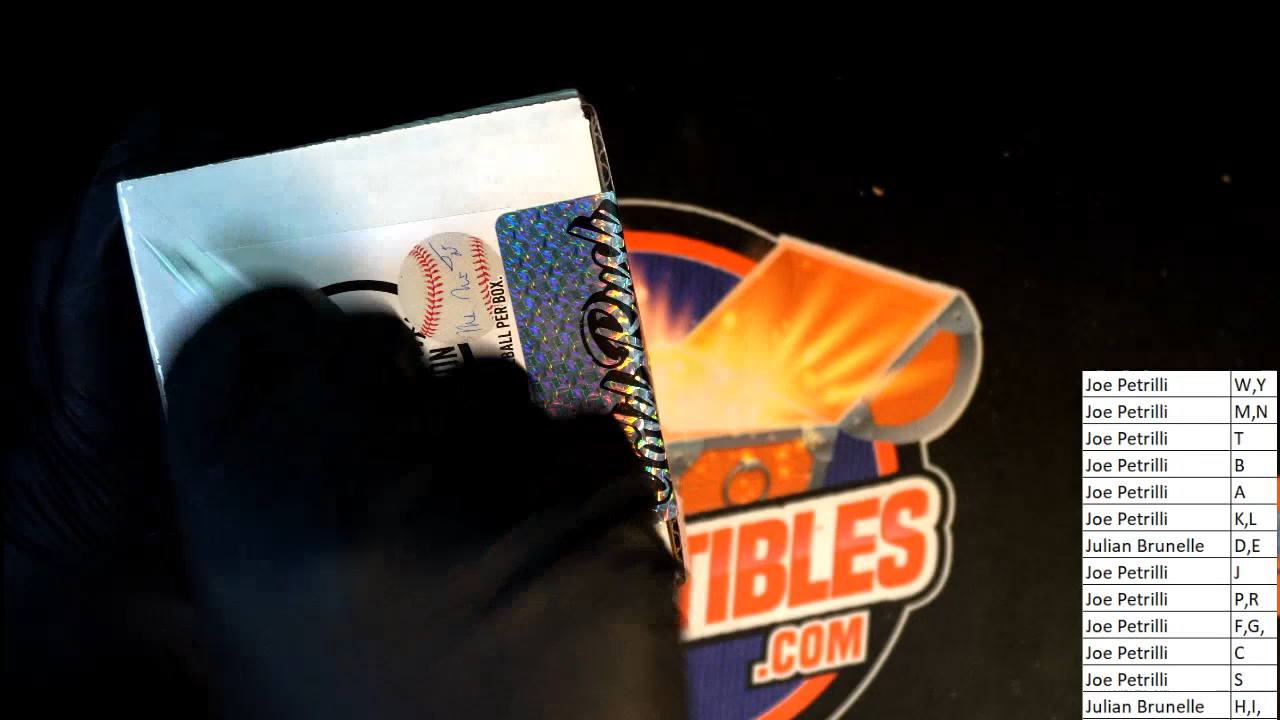 BALL PER BOX.
TIBLES
.COM
Joe Petrilli W,Y
Joe Petrilli M,N
Joe Petrilli T
Joe Petrilli B
Joe Petrilli A
Joe Petrilli K,L
Julian Brunelle D,E
Joe Petrilli J
Joe Petrilli P,R
Joe Petrilli F,G,
Joe Petrilli C
Joe Petrilli S
Julian Brunelle H,I,